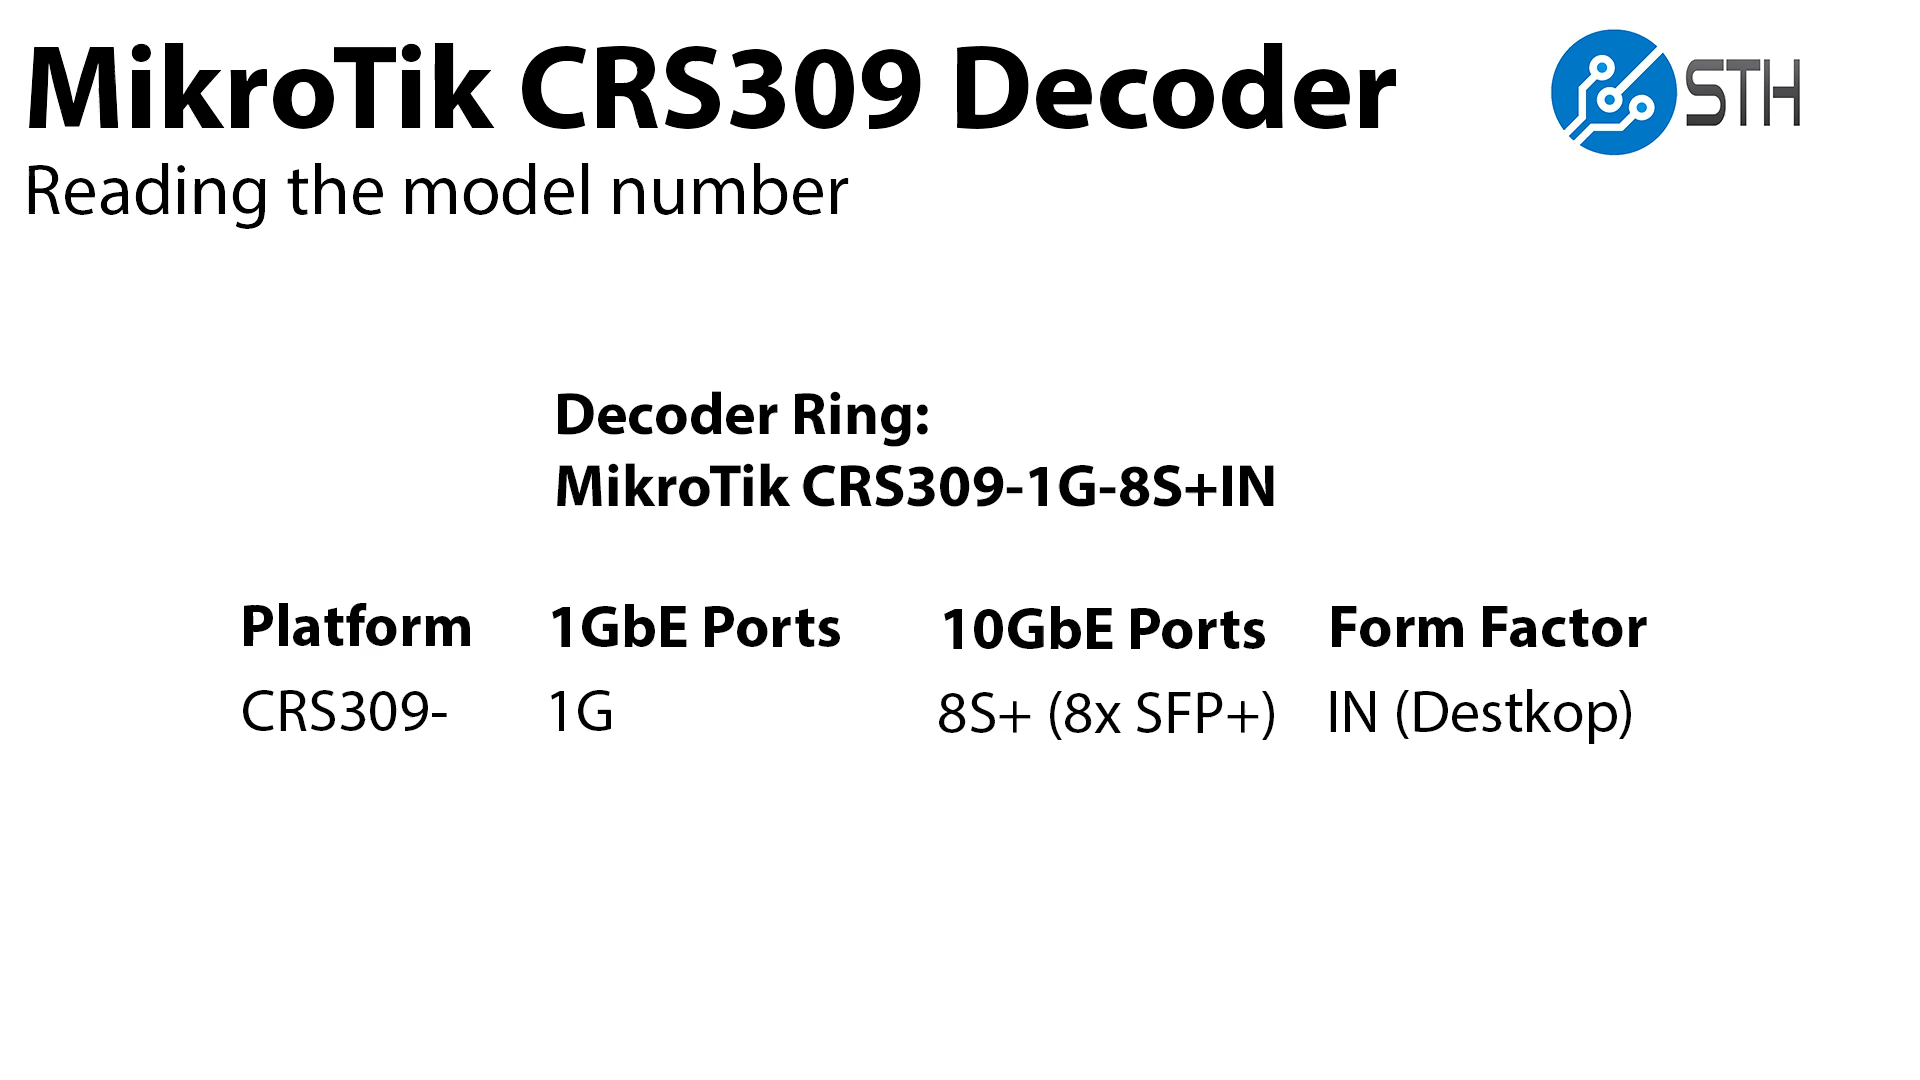 MikroTik CRS309 Decoder
STH
Reading the model number
Decoder Ring:
MikroTik CRS309-1G-8S+IN
Platform 1GbE Ports 10GbE Ports Form Factor
CRS309- 1G 8S+ (8x SFP+) IN (Destkop)